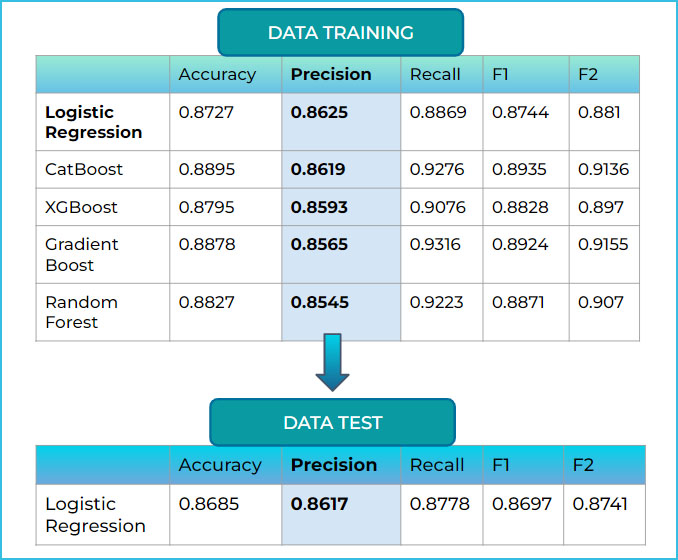 DATA TRAINING
Accuracy Precision Recall F1 F2
Logistic Regression 0.8727 0.8625 0.8869 0.8744 0.881
CatBoost 0.8895 0.8619 0.9276 0.8935 0.9136
XGBoost 0.8795 0.8593 0.9076 0.8828 0.897
Gradient Boost 0.8878 0.8565 0.9316 0.8924 0.9155
Random Forest 0.8827 0.8545 0.9223 0.8871 0.907
DATA TEST
Accuracy Precision Recall F1 F2
Logistic Regression 0.8685 0.8617 0.8778 0.8697 0.8741